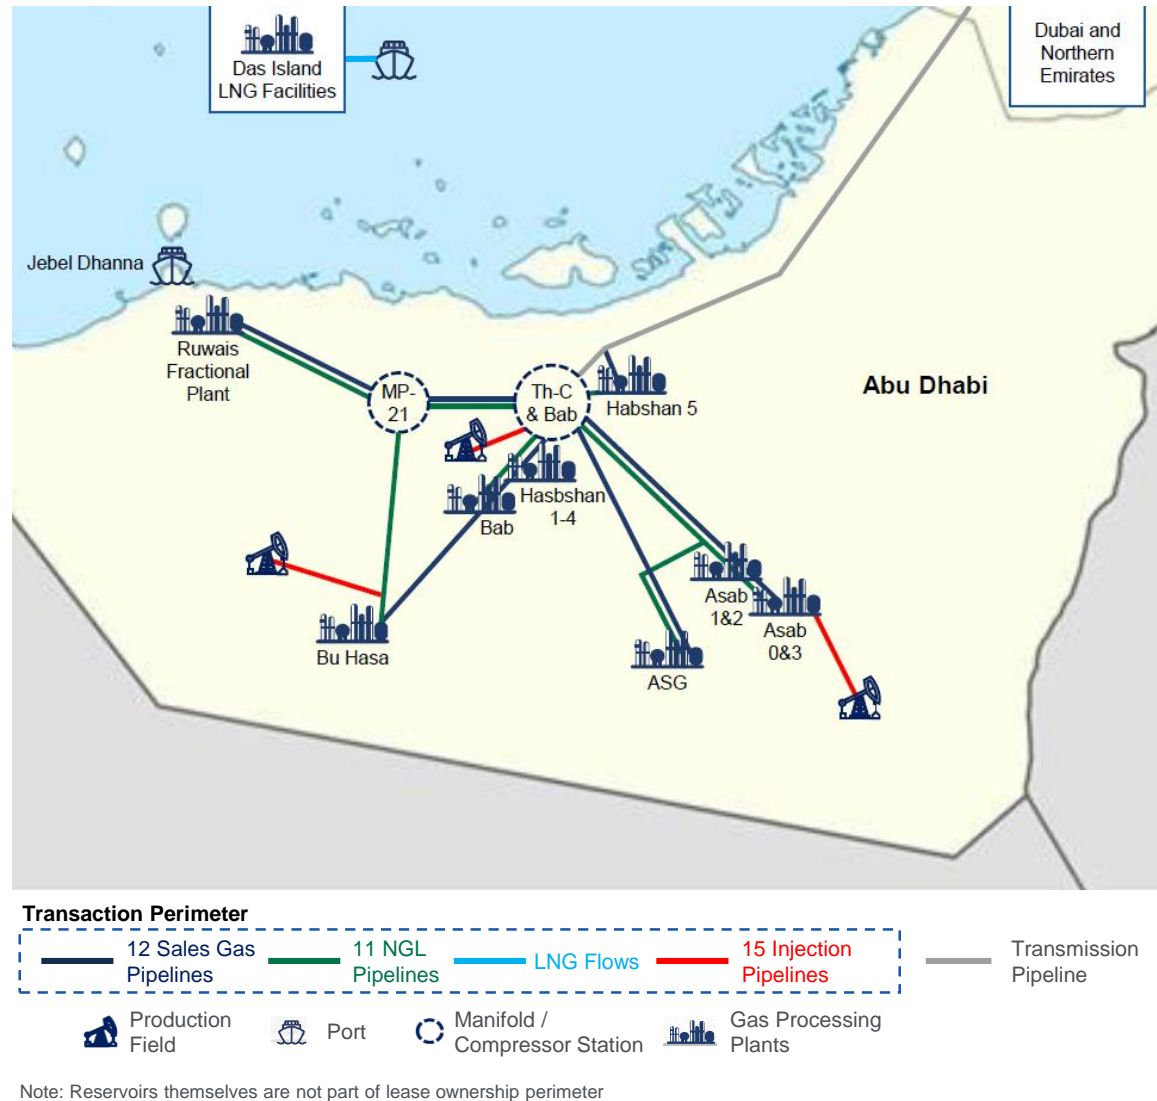 Das Island
LNG Facilities
Dubai and
Northern
Emirates
Jebel Dhanna
Ruwais
Fractional
Plant
MP-
21
Th-C
& Bab
Habshan 5
Abu Dhabi
Hasbshan
1-4
Bab
Bu Hasa
Asab
1&2
Asab
0&3
ASG
Transaction Perimeter
12 Sales Gas
Pipelines
11 NGL
Pipelines
LNG Flows
15 Injection
Pipelines
Transmission
Pipeline
Production
Field
Port
Manifold /
Compressor Station
Gas Processing
Plants
Note: Reservoirs themselves are not part of lease ownership perimeter